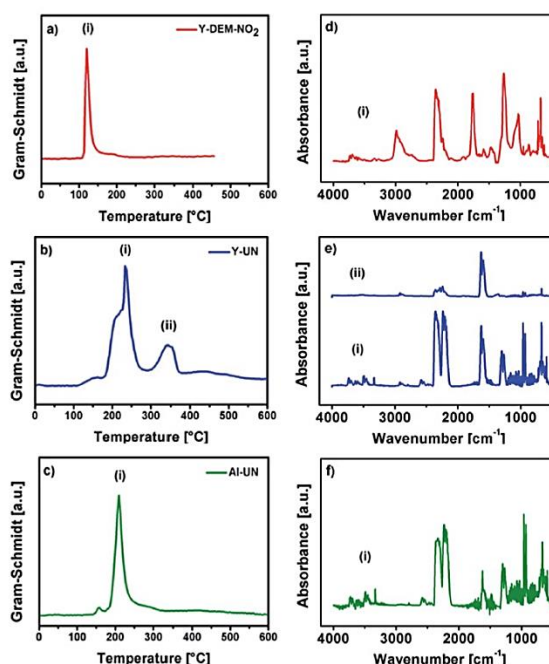 a)
(i)
Y-DEM-NO₂
Gram-Schmidt [a.u.]
0 100 200 300 400 500 600
Temperature [°C]
d)
(i)
Absorbance [a.u.]
4000 3000 2000 1000
Wavenumber [cm⁻¹]
b)
(i)
Y-UN
(ii)
Gram-Schmidt [a.u.]
0 100 200 300 400 500 600
Temperature [°C]
e)
(ii)
(i)
Absorbance [a.u.]
4000 3000 2000 1000
Wavenumber [cm⁻¹]
c)
(i)
Al-UN
Gram-Schmidt [a.u.]
0 100 200 300 400 500 600
Temperature [°C]
f)
(i)
Absorbance [a.u.]
4000 3000 2000 1000
Wavenumber [cm⁻¹]